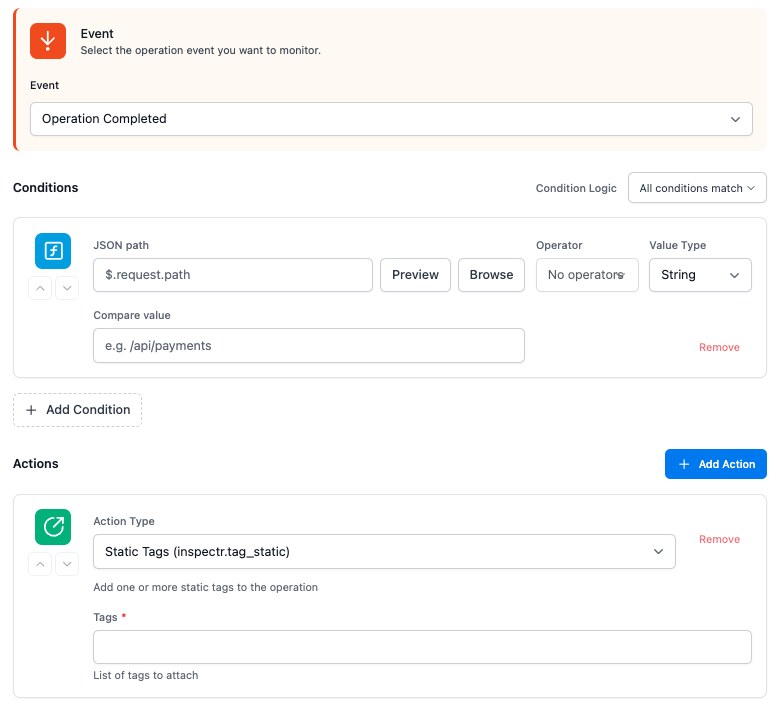 Event
Select the operation event you want to monitor.
Event
Operation Completed
Conditions
Condition Logic
All conditions match
JSON path
Operator
Value Type
$.request.path
Preview
Browse
No operators
String
Compare value
e.g. /api/payments
Remove
+ Add Condition
Actions
+ Add Action
Action Type
Static Tags (inspectr.tag_static)
Remove
Add one or more static tags to the operation
Tags *
List of tags to attach